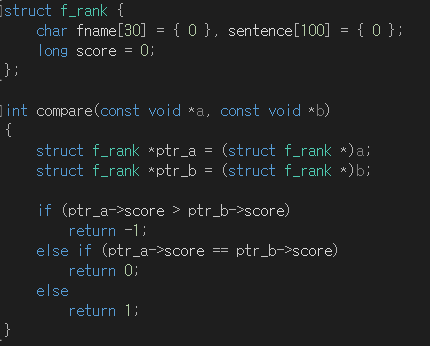 struct f_rank {
    char fname[30] = { 0 }, sentence[100] = { 0 };
    long score = 0;
};

int compare(const void *a, const void *b)
{
    struct f_rank *ptr_a = (struct f_rank *)a;
    struct f_rank *ptr_b = (struct f_rank *)b;

    if (ptr_a->score > ptr_b->score)
        return -1;
    else if (ptr_a->score == ptr_b->score)
        return 0;
    else
        return 1;
}